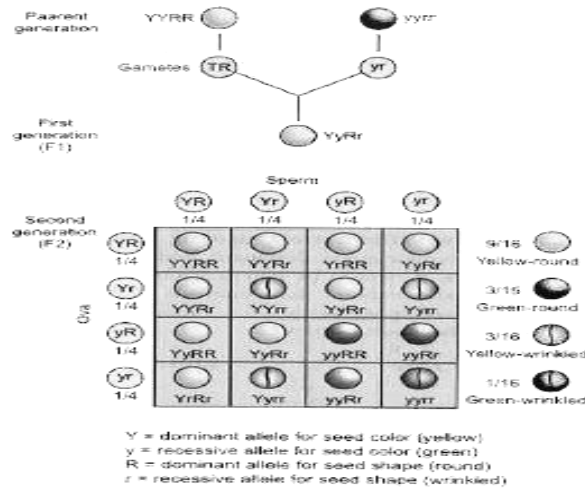 Paarent generation
YYRR
yyrr
Gametes
TR
yr
First generation (F1)
YyRr
Sperm
YR Yr yR yr
1/4 1/4 1/4 1/4
Second generation (F2)
Ova
YR 1/4
YYRR YYRr YrRR YyRr
9/16 Yellow-round
Yr 1/4
YYRr YYrr YyRr Yyrr
3/16 Green-round
yR 1/4
YyRR YyRr yyRR yyRr
3/16 Yellow-wrinkled
yr 1/4
YrRr Yyrr yyRr yyrr
1/16 Green-wrinkled
Y = dominant allele for seed color (yellow)
y = recessive allele for seed color (green)
R = dominant allele for seed shape (round)
r = recessive allele for seed shape (wrinkled)